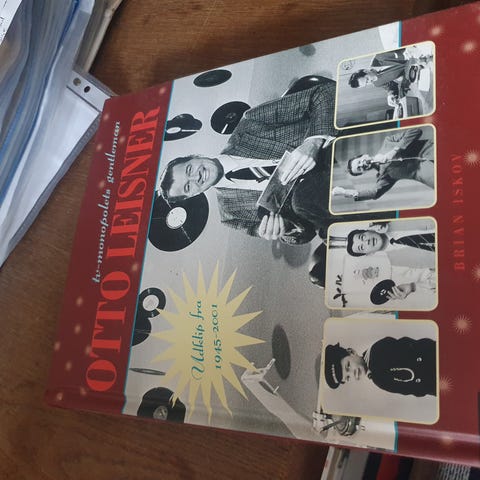 tv-monopolets gentleman
OTTO LEISNER
Udklip fra
1945-2001
BRIAN ISKOV